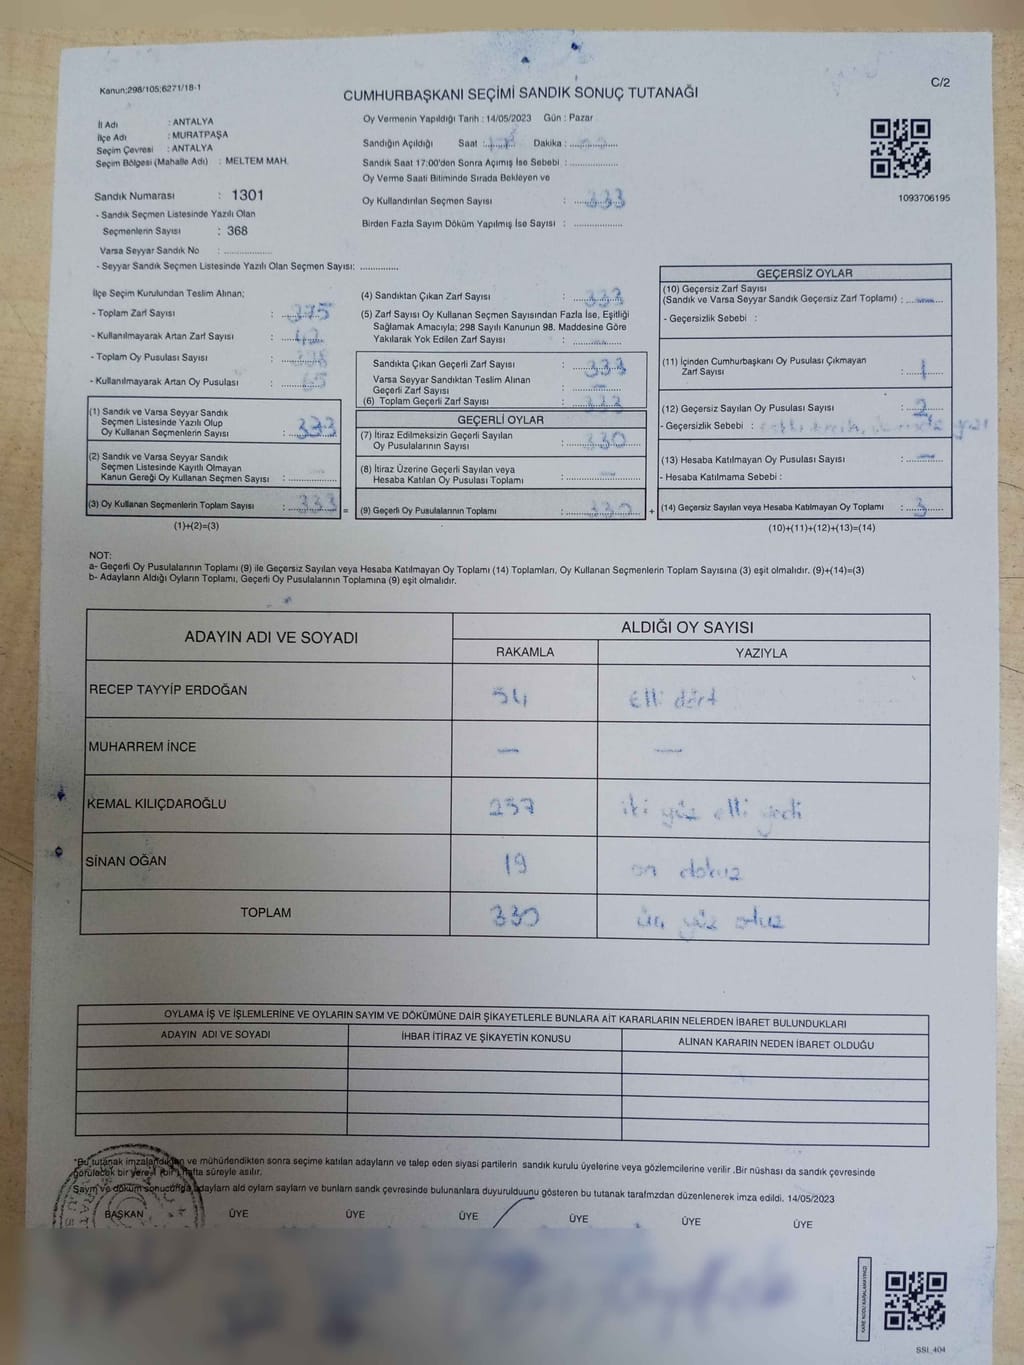 Kanun:298/105;6271/18-1
C/2
CUMHURBAŞKANI SEÇİMİ SANDIK SONUÇ TUTANAĞI
İl Adı : ANTALYA
İlçe Adı : MURATPAŞA
Seçim Çevresi : ANTALYA
Seçim Bölgesi (Mahalle Adı) : MELTEM MAH.
Sandık Numarası : 1301
- Sandık Seçmen Listesinde Yazılı Olan
Seçmenlerin Sayısı : 368
Varsa Seyyar Sandık No : ..............
- Seyyar Sandık Seçmen Listesinde Yazılı Olan Seçmen Sayısı: ............
Oy Vermenin Yapıldığı Tarih : 14/05/2023 Gün : Pazar
Sandığın Açıldığı Saat : Dakika :
Sandık Saat 17:00'den Sonra Açımış İse Sebebi : ..............
Oy Verme Saati Bitiminde Sırada Bekleyen ve
Oy Kullandırılan Seçmen Sayısı : 333
Birden Fazla Sayım Döküm Yapılmış İse Sayısı : ..............
1093706195
İlçe Seçim Kurulundan Teslim Alınan;
- Toplam Zarf Sayısı : 375
- Kullanılmayarak Artan Zarf Sayısı : 42
- Toplam Oy Pusulası Sayısı :
- Kullanılmayarak Artan Oy Pusulası :
(1) Sandık ve Varsa Seyyar Sandık
Seçmen Listesinde Yazılı Olup
Oy Kullanan Seçmenlerin Sayısı : 333
(2) Sandık ve Varsa Seyyar Sandık
Seçmen Listesinde Kayıtlı Olmayan
Kanun Gereği Oy Kullanan Seçmen Sayısı : —
(3) Oy Kullanan Seçmenlerin Toplam Sayısı : 333 =
(1)+(2)=(3)
(4) Sandıktan Çıkan Zarf Sayısı : 333
(5) Zarf Sayısı Oy Kullanan Seçmen Sayısından Fazla İse, Eşitliği
Sağlamak Amacıyla; 298 Sayılı Kanunun 98. Maddesine Göre
Yakılarak Yok Edilen Zarf Sayısı : —
Sandıkta Çıkan Geçerli Zarf Sayısı : 333
Varsa Seyyar Sandıktan Teslim Alınan
Geçerli Zarf Sayısı : —
(6) Toplam Geçerli Zarf Sayısı : 333
GEÇERLİ OYLAR
(7) İtiraz Edilmeksizin Geçerli Sayılan
Oy Pusulalarının Sayısı : 330
(8) İtiraz Üzerine Geçerli Sayılan veya
Hesaba Katılan Oy Pusulası Toplamı : —
(9) Geçerli Oy Pusulalarının Toplamı : 330 +
GEÇERSİZ OYLAR
(10) Geçersiz Zarf Sayısı
(Sandık ve Varsa Seyyar Sandık Geçersiz Zarf Toplamı) : —
- Geçersizlik Sebebi :
(11) İçinden Cumhurbaşkanı Oy Pusulası Çıkmayan
Zarf Sayısı : 1
(12) Geçersiz Sayılan Oy Pusulası Sayısı : 2
- Geçersizlik Sebebi :
(13) Hesaba Katılmayan Oy Pusulası Sayısı : —
- Hesaba Katılmama Sebebi :
(14) Geçersiz Sayılan veya Hesaba Katılmayan Oy Toplamı : 3
(10)+(11)+(12)+(13)=(14)
NOT:
a- Geçerli Oy Pusulalarının Toplamı (9) ile Geçersiz Sayılan veya Hesaba Katılmayan Oy Toplamı (14) Toplamları, Oy Kullanan Seçmenlerin Toplam Sayısına (3) eşit olmalıdır. (9)+(14)=(3)
b- Adayların Aldığı Oyların Toplamı, Geçerli Oy Pusulalarının Toplamına (9) eşit olmalıdır.
ADAYIN ADI VE SOYADI ALDIĞI OY SAYISI
RAKAMLA YAZIYLA
RECEP TAYYİP ERDOĞAN 54 elli dört
MUHARREM İNCE — —
KEMAL KILIÇDAROĞLU 257 iki yüz elli yedi
SİNAN OĞAN 19 on dokuz
TOPLAM 330 üç yüz otuz
OYLAMA İŞ VE İŞLEMLERİNE VE OYLARIN SAYIM VE DÖKÜMÜNE DAİR ŞİKAYETLERLE BUNLARA AİT KARARLARIN NELERDEN İBARET BULUNDUKLARI
ADAYIN ADI VE SOYADI İHBAR İTİRAZ VE ŞİKAYETİN KONUSU ALINAN KARARIN NEDEN İBARET OLDUĞU
*Bu tutanak imzalandıktan ve mühürlendikten sonra seçime katılan adayların ve talep eden siyasi partilerin sandık kurulu üyelerine veya gözlemcilerine verilir .Bir nüshası da sandık çevresinde
görülecek bir yerede (bir ) hafta süreyle asılır.
Sayım ve döküm sonucunda adaylarn ald oylarn saylarn ve bunlarn sandk çevresinde bulunanlara duyurulduunu gösteren bu tutanak tarafmzdan düzenlenerek imza edildi. 14/05/2023
BAŞKAN ÜYE ÜYE ÜYE ÜYE ÜYE ÜYE
KARE KODU KARALAMAYINIZ!
SSI_404